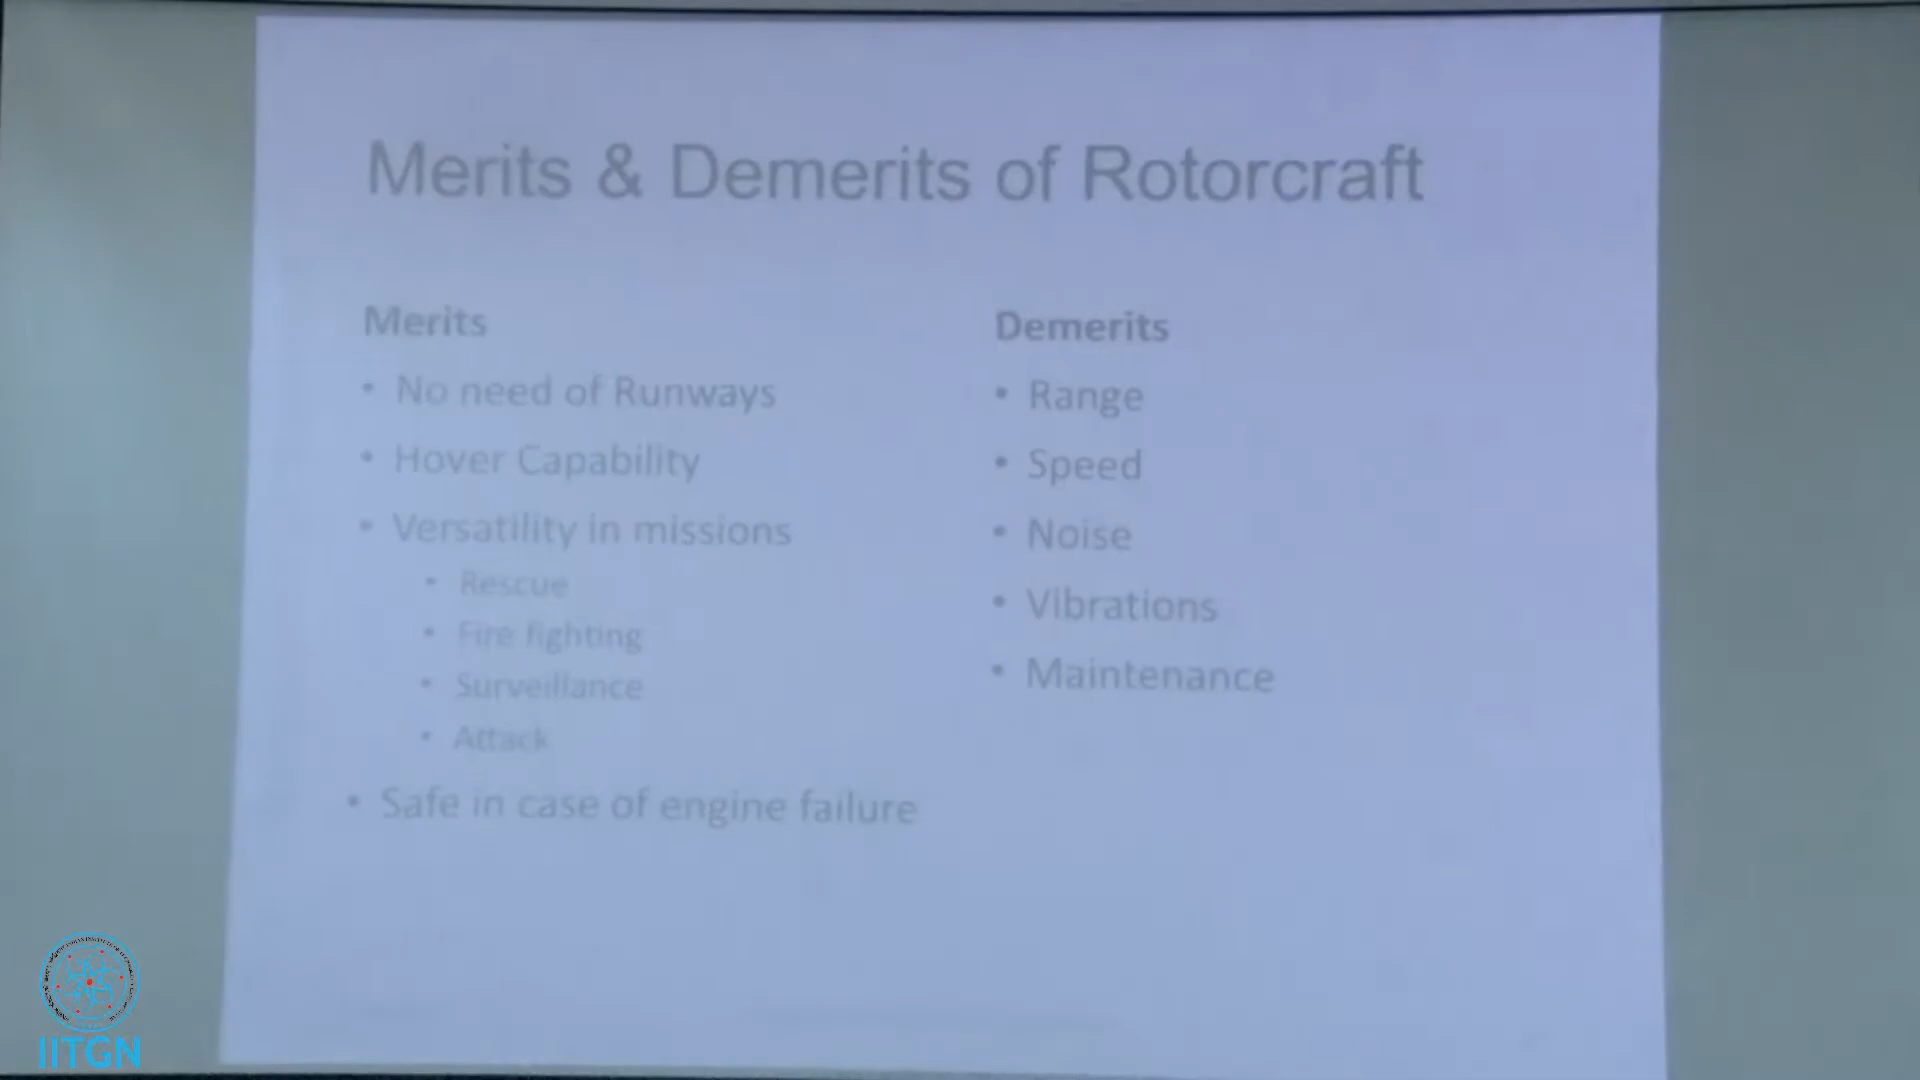 Merits & Demerits of Rotorcraft
Merits
• No need of Runways
• Hover Capability
• Versatility in missions
• Rescue
• Fire fighting
• Surveillance
• Attack
• Safe in case of engine failure
Demerits
• Range
• Speed
• Noise
• Vibrations
• Maintenance
IITGN